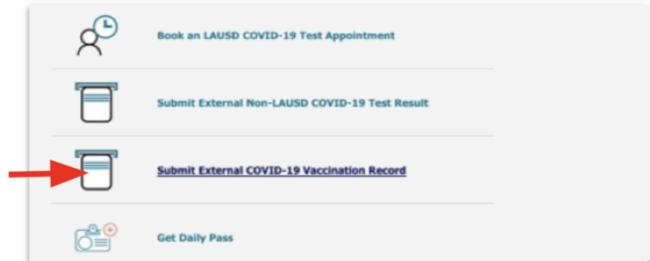 Book an LAUSD COVID-19 Test Appointment
Submit External Non-LAUSD COVID-19 Test Result
Submit External COVID-19 Vaccination Record
Get Daily Pass